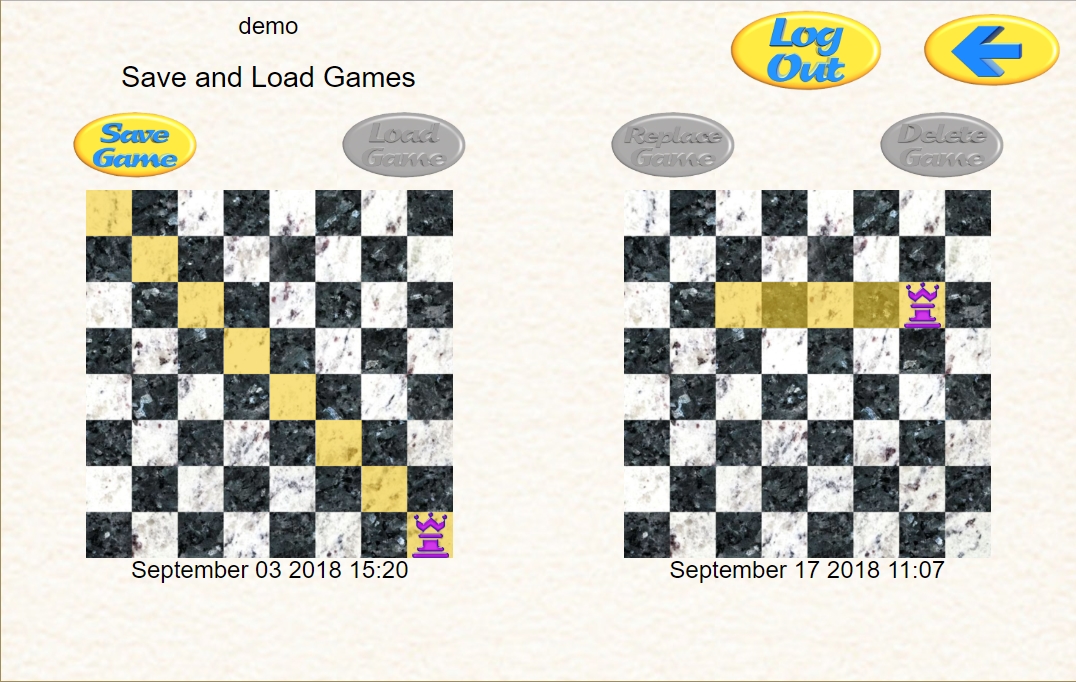 demo
Log
Out
Save and Load Games
Save
Game
Load
Game
Replace
Game
Delete
Game
September 03 2018 15:20
September 17 2018 11:07